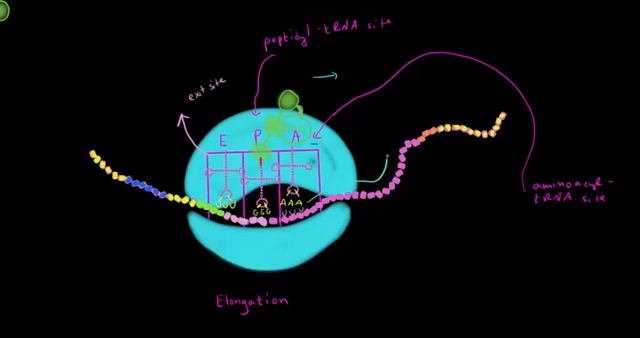 peptidyl-tRNA site
exit site
E P A
aminoacyl-
tRNA site
GGG AAA
UUU
Elongation